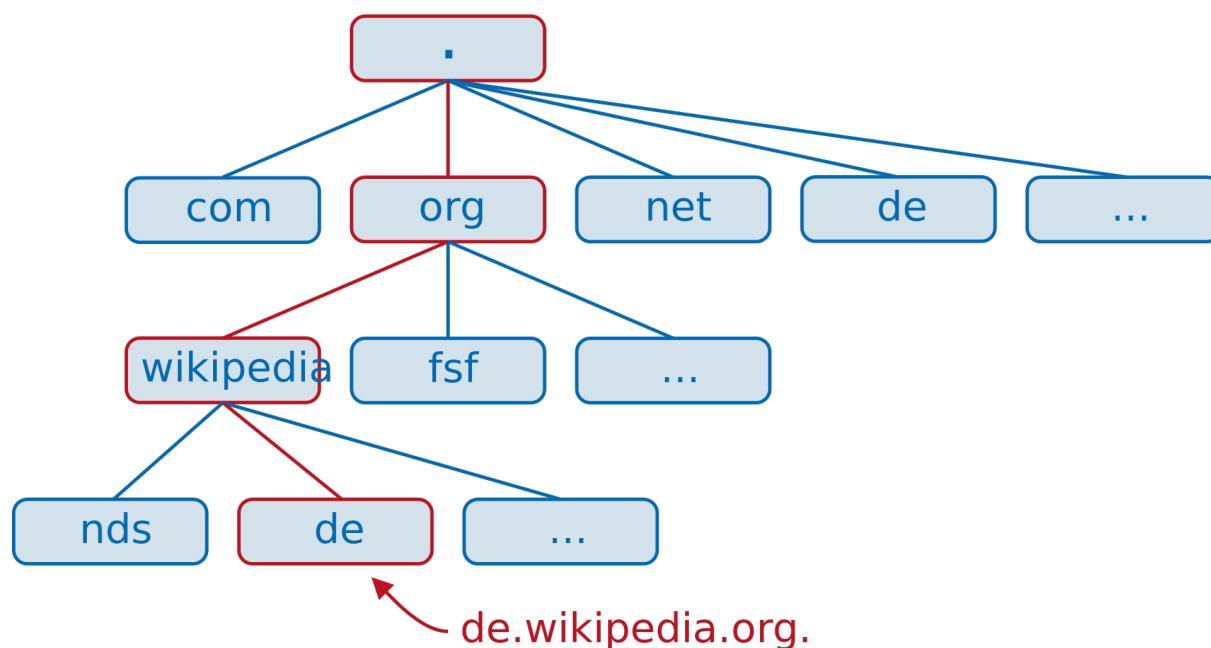 .
com org net de ...
wikipedia fsf ...
nds de ...
de.wikipedia.org.